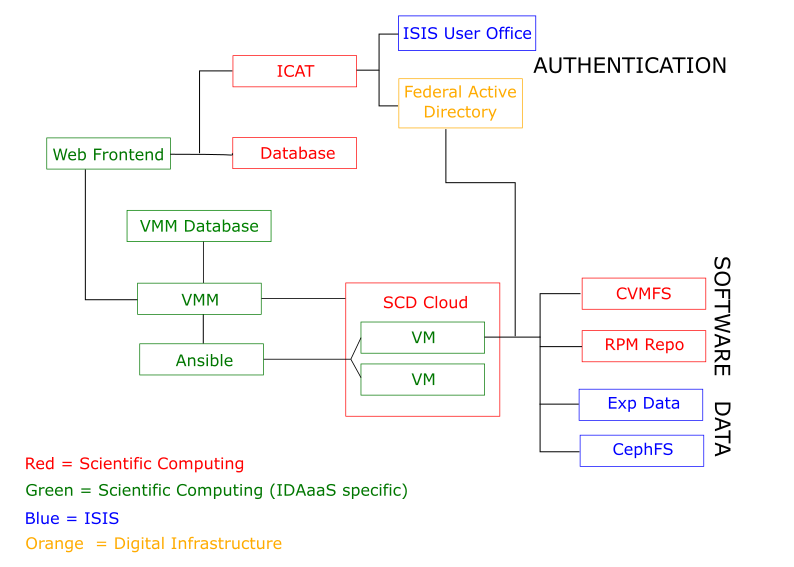 ISIS User Office
AUTHENTICATION
ICAT
Federal Active
Directory
Web Frontend
Database
VMM Database
VMM
SCD Cloud
VM
VM
Ansible
CVMFS
RPM Repo
SOFTWARE
Exp Data
CephFS
DATA
Red = Scientific Computing
Green = Scientific Computing (IDAaaS specific)
Blue = ISIS
Orange = Digital Infrastructure